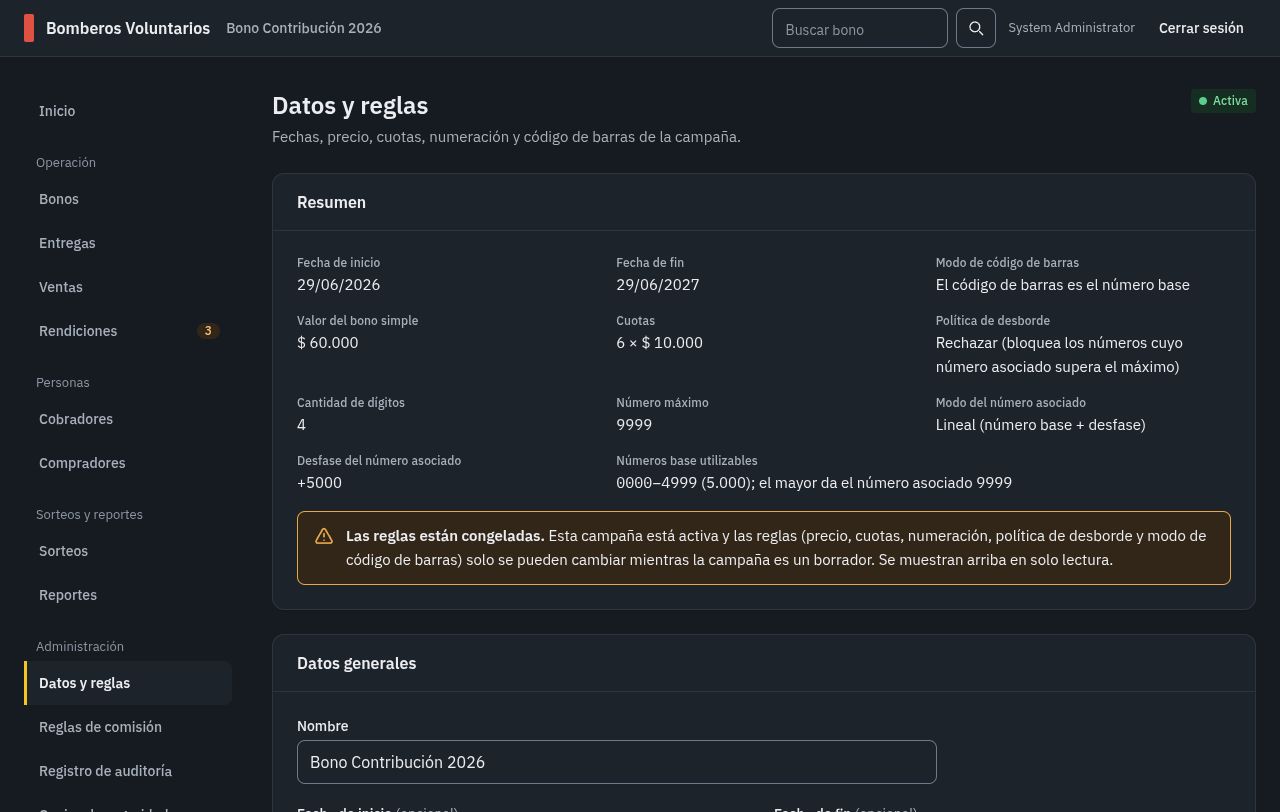 Bomberos Voluntarios
Bono Contribución 2026
Buscar bono
System Administrator
Cerrar sesión
Inicio
Operación
Bonos
Entregas
Ventas
Rendiciones 3
Personas
Cobradores
Compradores
Sorteos y reportes
Sorteos
Reportes
Administración
Datos y reglas
Reglas de comisión
Registro de auditoría
Datos y reglas
Activa
Fechas, precio, cuotas, numeración y código de barras de la campaña.
Resumen
Fecha de inicio
29/06/2026
Fecha de fin
29/06/2027
Modo de código de barras
El código de barras es el número base
Valor del bono simple
$ 60.000
Cuotas
6 × $ 10.000
Política de desborde
Rechazar (bloquea los números cuyo
número asociado supera el máximo)
Cantidad de dígitos
4
Número máximo
9999
Modo del número asociado
Lineal (número base + desfase)
Desfase del número asociado
+5000
Números base utilizables
0000–4999 (5.000); el mayor da el número asociado 9999
Las reglas están congeladas. Esta campaña está activa y las reglas (precio, cuotas, numeración, política de desborde y modo de
código de barras) solo se pueden cambiar mientras la campaña es un borrador. Se muestran arriba en solo lectura.
Datos generales
Nombre
Bono Contribución 2026
Fecha de inicio (opcional)
Fecha de fin (opcional)